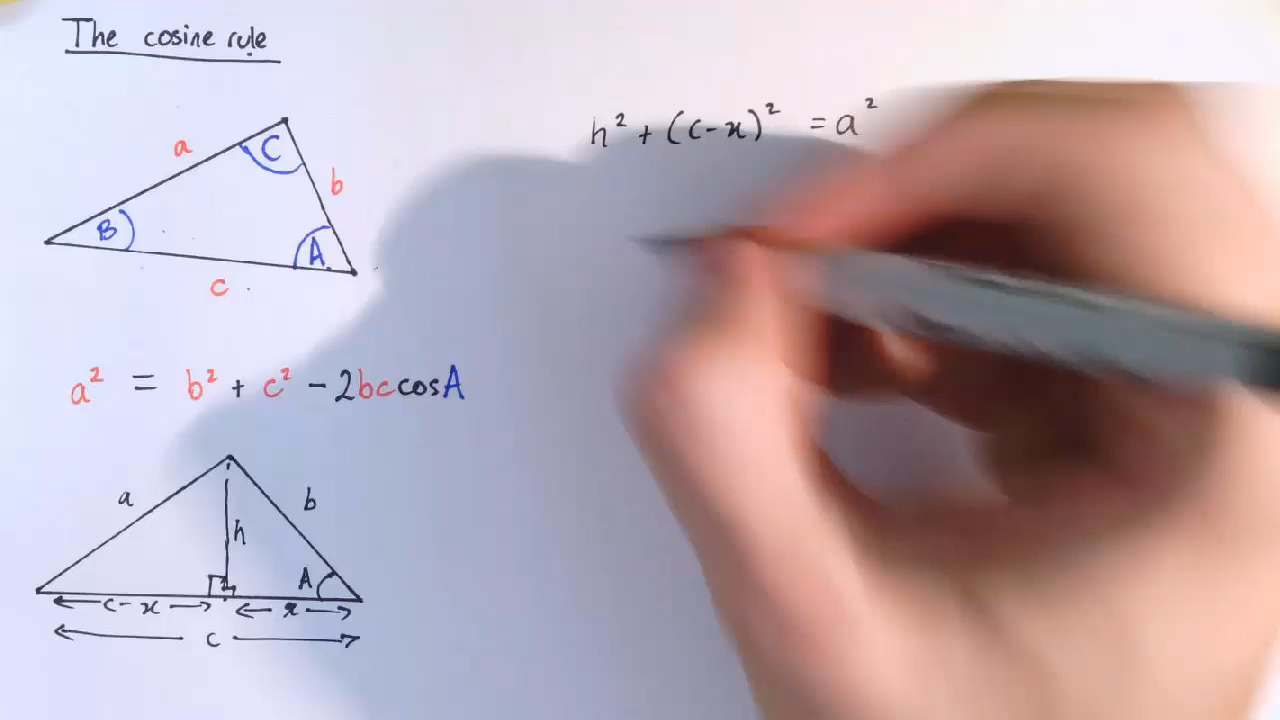 The cosine rule
h² + (c-x)² = a²
a
C
b
B
A
c
a² = b² + c² - 2bc cosA
a
b
h
A
c-x
x
c